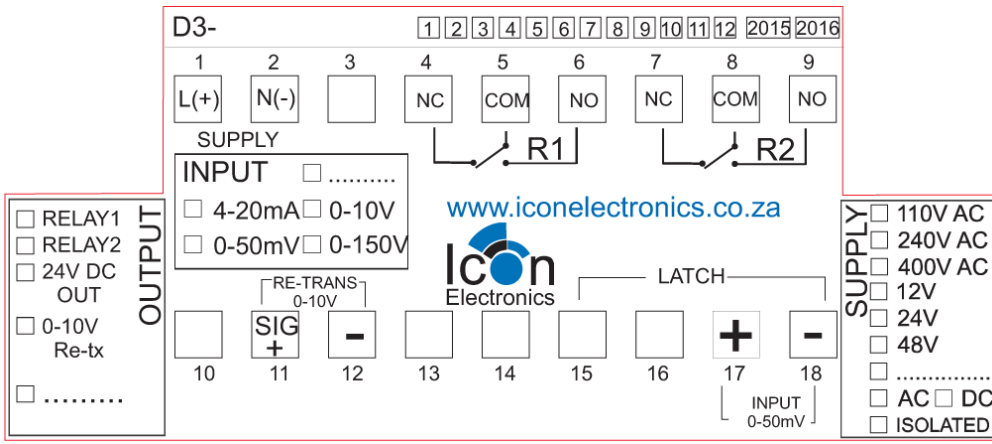 D3- 1 2 3 4 5 6 7 8 9 10 11 12 2015 2016
1 2 3 4 5 6 7 8 9
L(+) N(-) NC COM NO NC COM NO
SUPPLY
R1 R2
INPUT ..........
4-20mA 0-10V
0-50mV 0-150V
www.iconelectronics.co.za
Icon
Electronics
OUTPUT
RELAY1
RELAY2
24V DC
OUT
0-10V
Re-tx
.........
RE-TRANS
0-10V
LATCH
SIG
+ - + -
10 11 12 13 14 15 16 17 18
INPUT
0-50mV
SUPPLY
110V AC
240V AC
400V AC
12V
24V
48V
...............
AC DC
ISOLATED